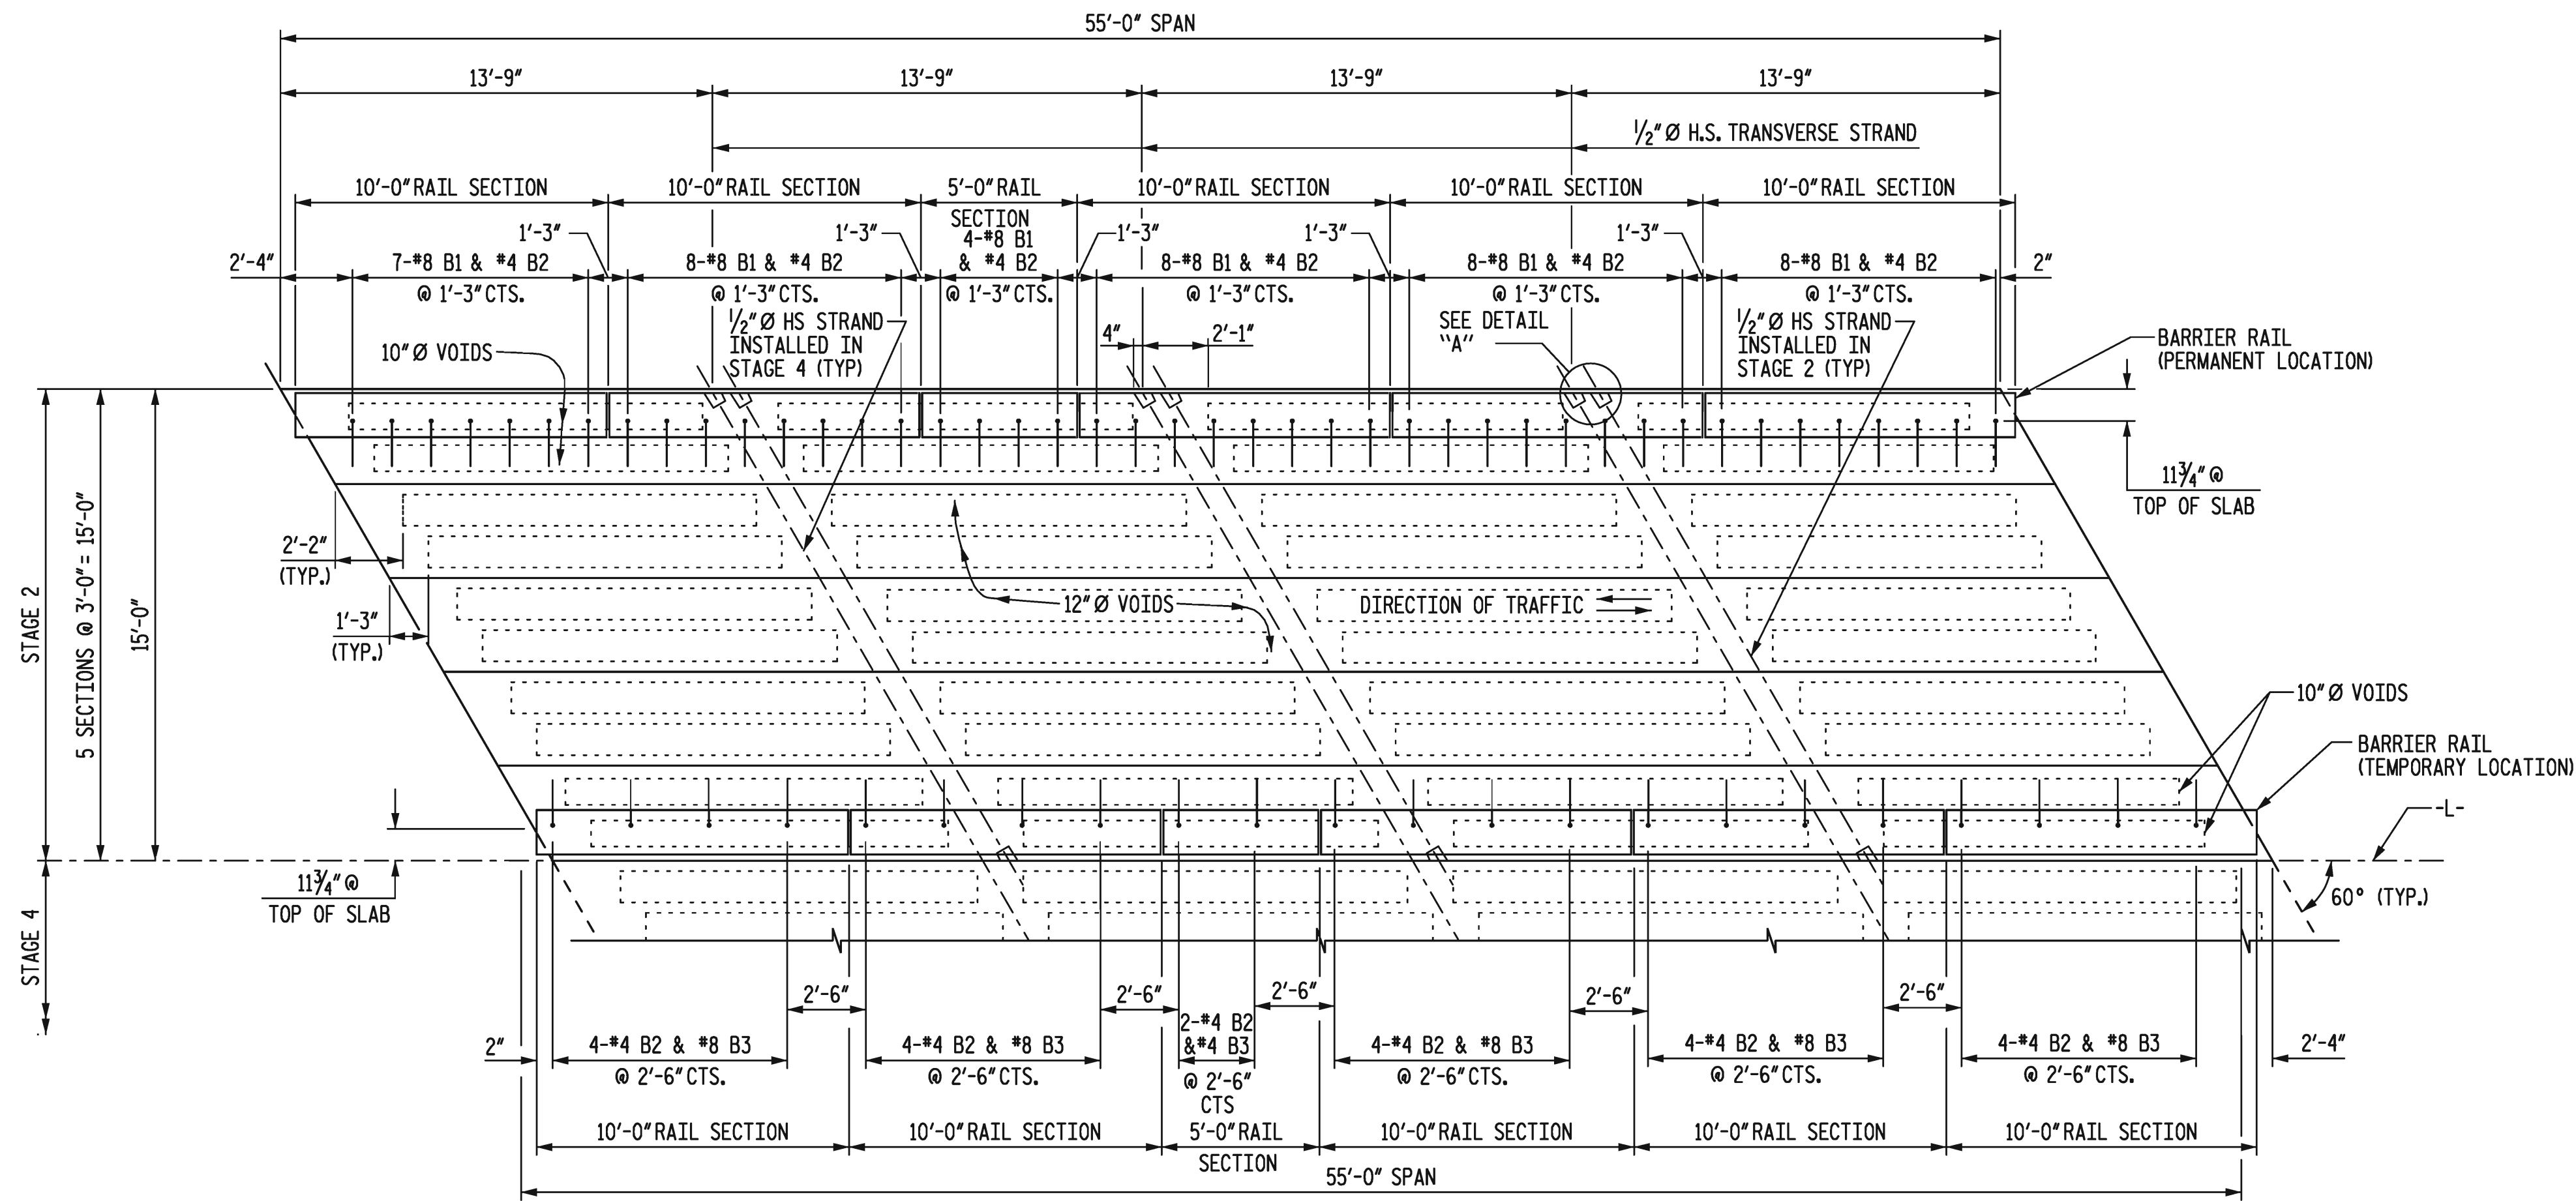 55'-0" SPAN
13'-9" 13'-9" 13'-9" 13'-9"
1/2" Ø H.S. TRANSVERSE STRAND
10'-0" RAIL SECTION 10'-0" RAIL SECTION 5'-0" RAIL 10'-0" RAIL SECTION 10'-0" RAIL SECTION 10'-0" RAIL SECTION
SECTION
1'-3" 1'-3" 4-#8 B1 1'-3" 1'-3" 1'-3"
2'-4" 7-#8 B1 & #4 B2 8-#8 B1 & #4 B2 & #4 B2 8-#8 B1 & #4 B2 8-#8 B1 & #4 B2 8-#8 B1 & #4 B2 2"
@ 1'-3" CTS. @ 1'-3" CTS. @ 1'-3" CTS. @ 1'-3" CTS. @ 1'-3" CTS. @ 1'-3" CTS.
1/2" Ø HS STRAND
INSTALLED IN
STAGE 4 (TYP)
10" Ø VOIDS
4" 2'-1"
SEE DETAIL
"A"
1/2" Ø HS STRAND
INSTALLED IN
STAGE 2 (TYP)
BARRIER RAIL
(PERMANENT LOCATION)
11 3/4" @
TOP OF SLAB
STAGE 2
5 SECTIONS @ 3'-0" = 15'-0"
15'-0"
2'-2"
(TYP.)
1'-3"
(TYP.)
12" Ø VOIDS
DIRECTION OF TRAFFIC
10" Ø VOIDS
BARRIER RAIL
(TEMPORARY LOCATION)
-L-
60° (TYP.)
11 3/4" @
TOP OF SLAB
STAGE 4
2'-6" 2'-6" 2'-6" 2'-6" 2'-6"
2-#4 B2
2" 4-#4 B2 & #8 B3 4-#4 B2 & #8 B3 &#4 B3 4-#4 B2 & #8 B3 4-#4 B2 & #8 B3 4-#4 B2 & #8 B3 2'-4"
@ 2'-6" CTS. @ 2'-6" CTS. @ 2'-6" @ 2'-6" CTS. @ 2'-6" CTS. @ 2'-6" CTS.
CTS
10'-0" RAIL SECTION 10'-0" RAIL SECTION 5'-0" RAIL 10'-0" RAIL SECTION 10'-0" RAIL SECTION 10'-0" RAIL SECTION
SECTION
55'-0" SPAN